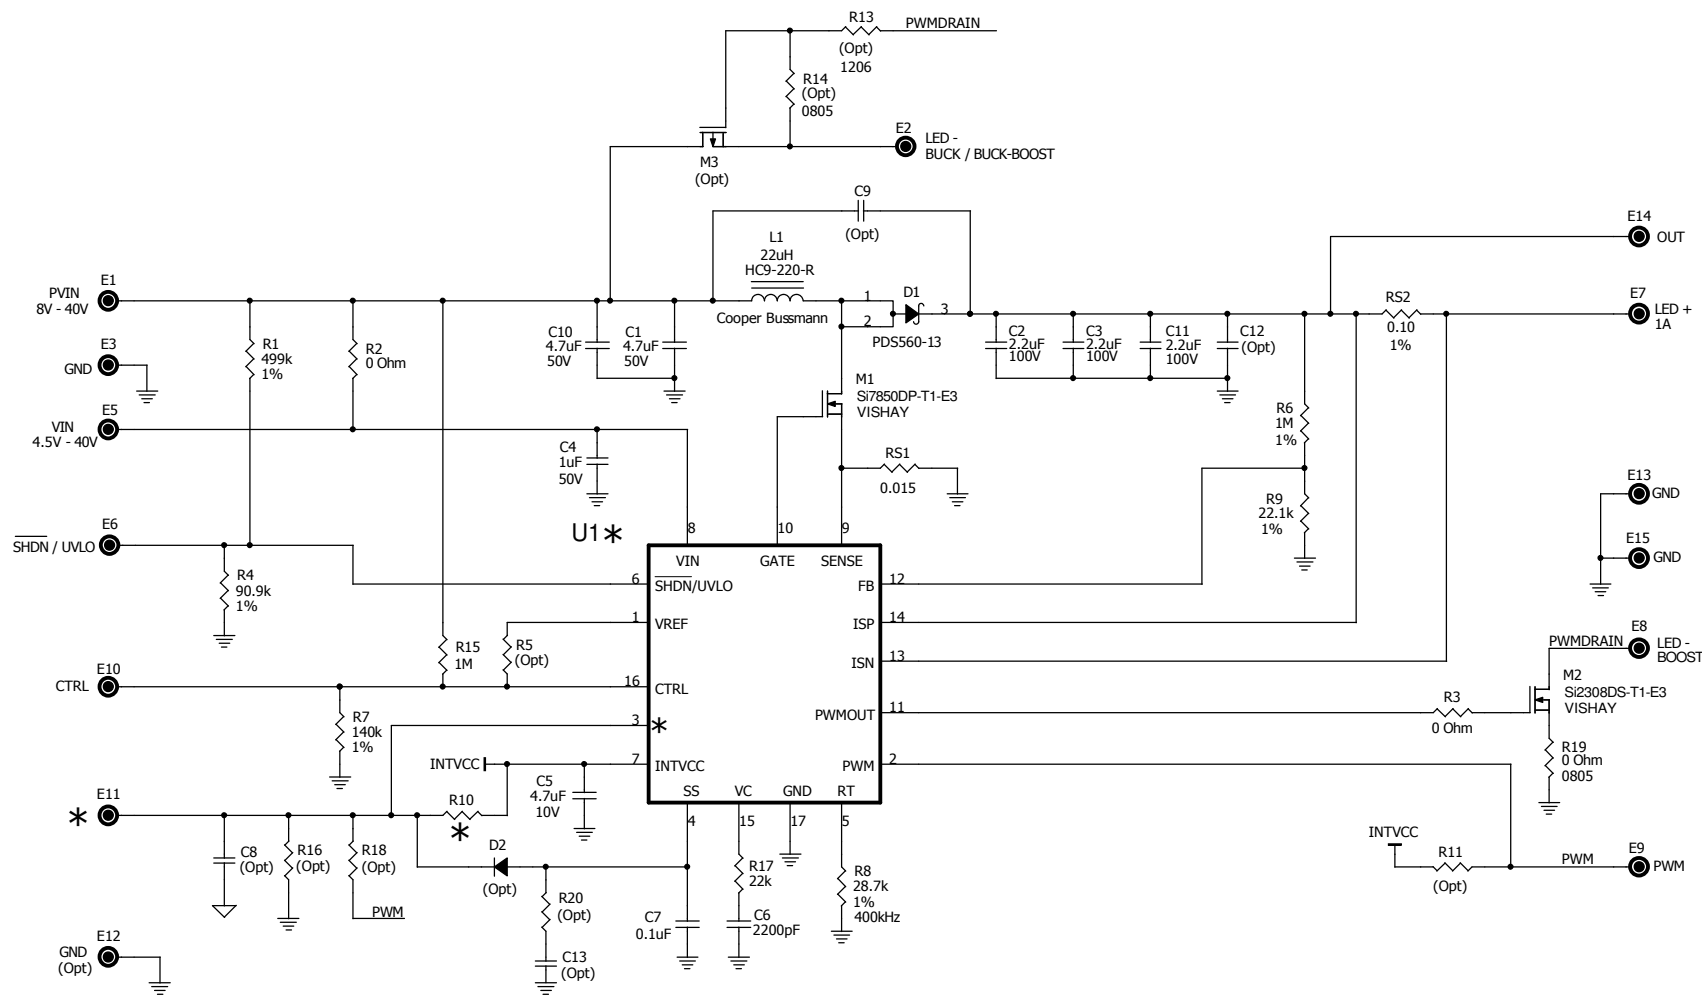 R13
PWMDRAIN
(Opt)
1206
R14
(Opt)
0805
E2
LED -
BUCK / BUCK-BOOST
M3
(Opt)
C9
(Opt)
E14
OUT
L1
22uH
HC9-220-R
Cooper Bussmann
E1
PVIN
8V - 40V
1
2
D1
3
PDS560-13
RS2
0.10
1%
E7
LED +
1A
R1
499k
1%
R2
0 Ohm
C10
4.7uF
50V
C1
4.7uF
50V
C2
2.2uF
100V
C3
2.2uF
100V
C11
2.2uF
100V
C12
(Opt)
E3
GND
M1
Si7850DP-T1-E3
VISHAY
R6
1M
1%
E5
VIN
4.5V - 40V
C4
1uF
50V
RS1
0.015
R9
22.1k
1%
E13
GND
E6
SHDN / UVLO
U1 *
8
10
9
E15
GND
VIN
GATE
SENSE
R4
90.9k
1%
6
SHDN/UVLO
FB
12
1
VREF
ISP
14
R15
1M
R5
(Opt)
ISN
13
E8
PWMDRAIN
LED -
BOOST
E10
CTRL
16
CTRL
M2
Si2308DS-T1-E3
VISHAY
R7
140k
1%
3
*
PWMOUT
11
R3
0 Ohm
INTVCC
7
INTVCC
PWM
2
R19
0 Ohm
0805
C5
4.7uF
10V
SS
VC
GND
RT
E11
*
R10
*
4
15
17
5
INTVCC
C8
(Opt)
R16
(Opt)
R18
(Opt)
D2
(Opt)
R17
22k
R8
28.7k
1%
400kHz
R11
(Opt)
PWM
E9
PWM
PWM
R20
(Opt)
C7
0.1uF
C6
2200pF
E12
GND
(Opt)
C13
(Opt)